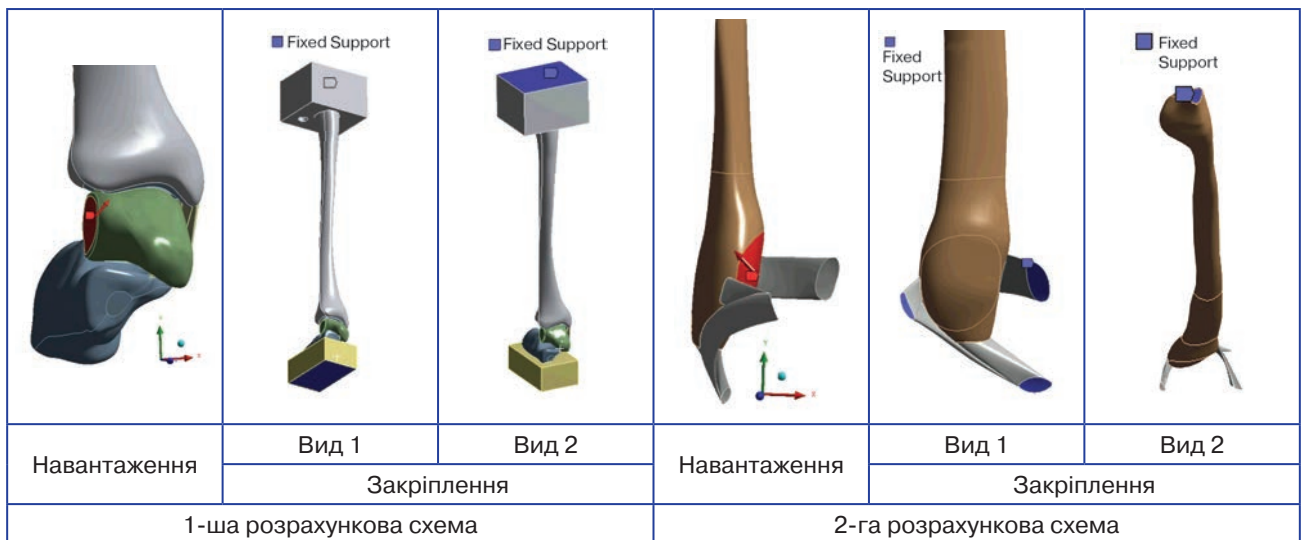 Fixed Support
Fixed Support
Fixed
Support
Fixed
Support
Y
X
Y
X
Навантаження
Вид 1
Вид 2
Закріплення
Навантаження
Вид 1
Вид 2
Закріплення
1-ша розрахункова схема
2-га розрахункова схема